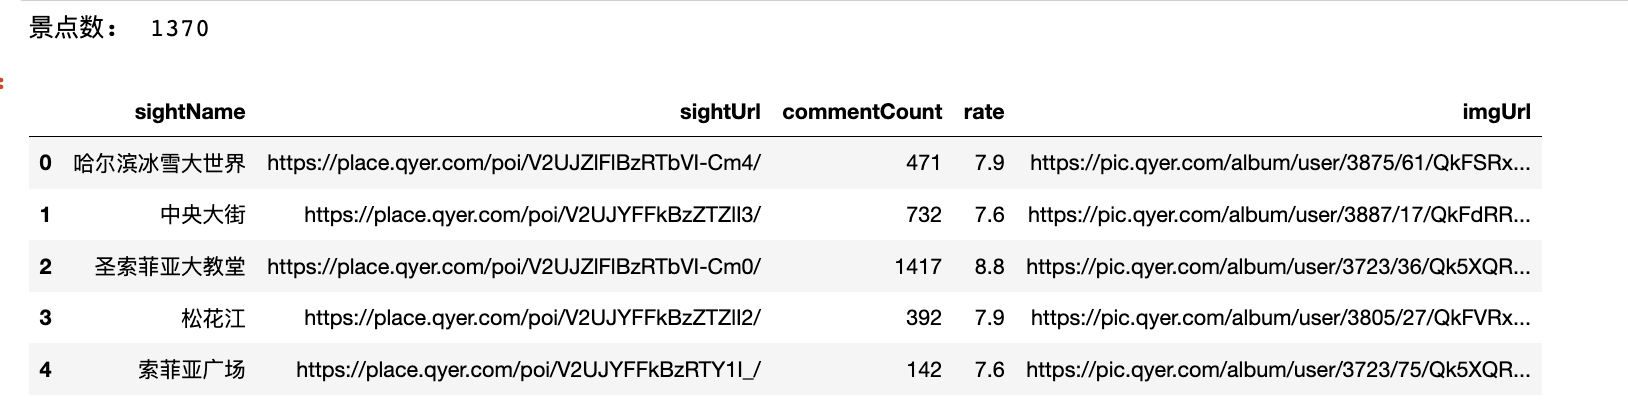 景点数： 1370
sightName sightUrl commentCount rate imgUrl
0 哈尔滨冰雪大世界 https://place.qyer.com/poi/V2UJZlFlBzRTbVI-Cm4/ 471 7.9 https://pic.qyer.com/album/user/3875/61/QkFSRx...
1 中央大街 https://place.qyer.com/poi/V2UJYFFkBzZTZlI3/ 732 7.6 https://pic.qyer.com/album/user/3887/17/QkFdRR...
2 圣索菲亚大教堂 https://place.qyer.com/poi/V2UJZlFlBzRTbVI-Cm0/ 1417 8.8 https://pic.qyer.com/album/user/3723/36/Qk5XQR...
3 松花江 https://place.qyer.com/poi/V2UJYFFkBzZTZlI2/ 392 7.9 https://pic.qyer.com/album/user/3805/27/QkFVRx...
4 索菲亚广场 https://place.qyer.com/poi/V2UJYFFkBzRTY1I_/ 142 7.6 https://pic.qyer.com/album/user/3723/75/Qk5XQR...